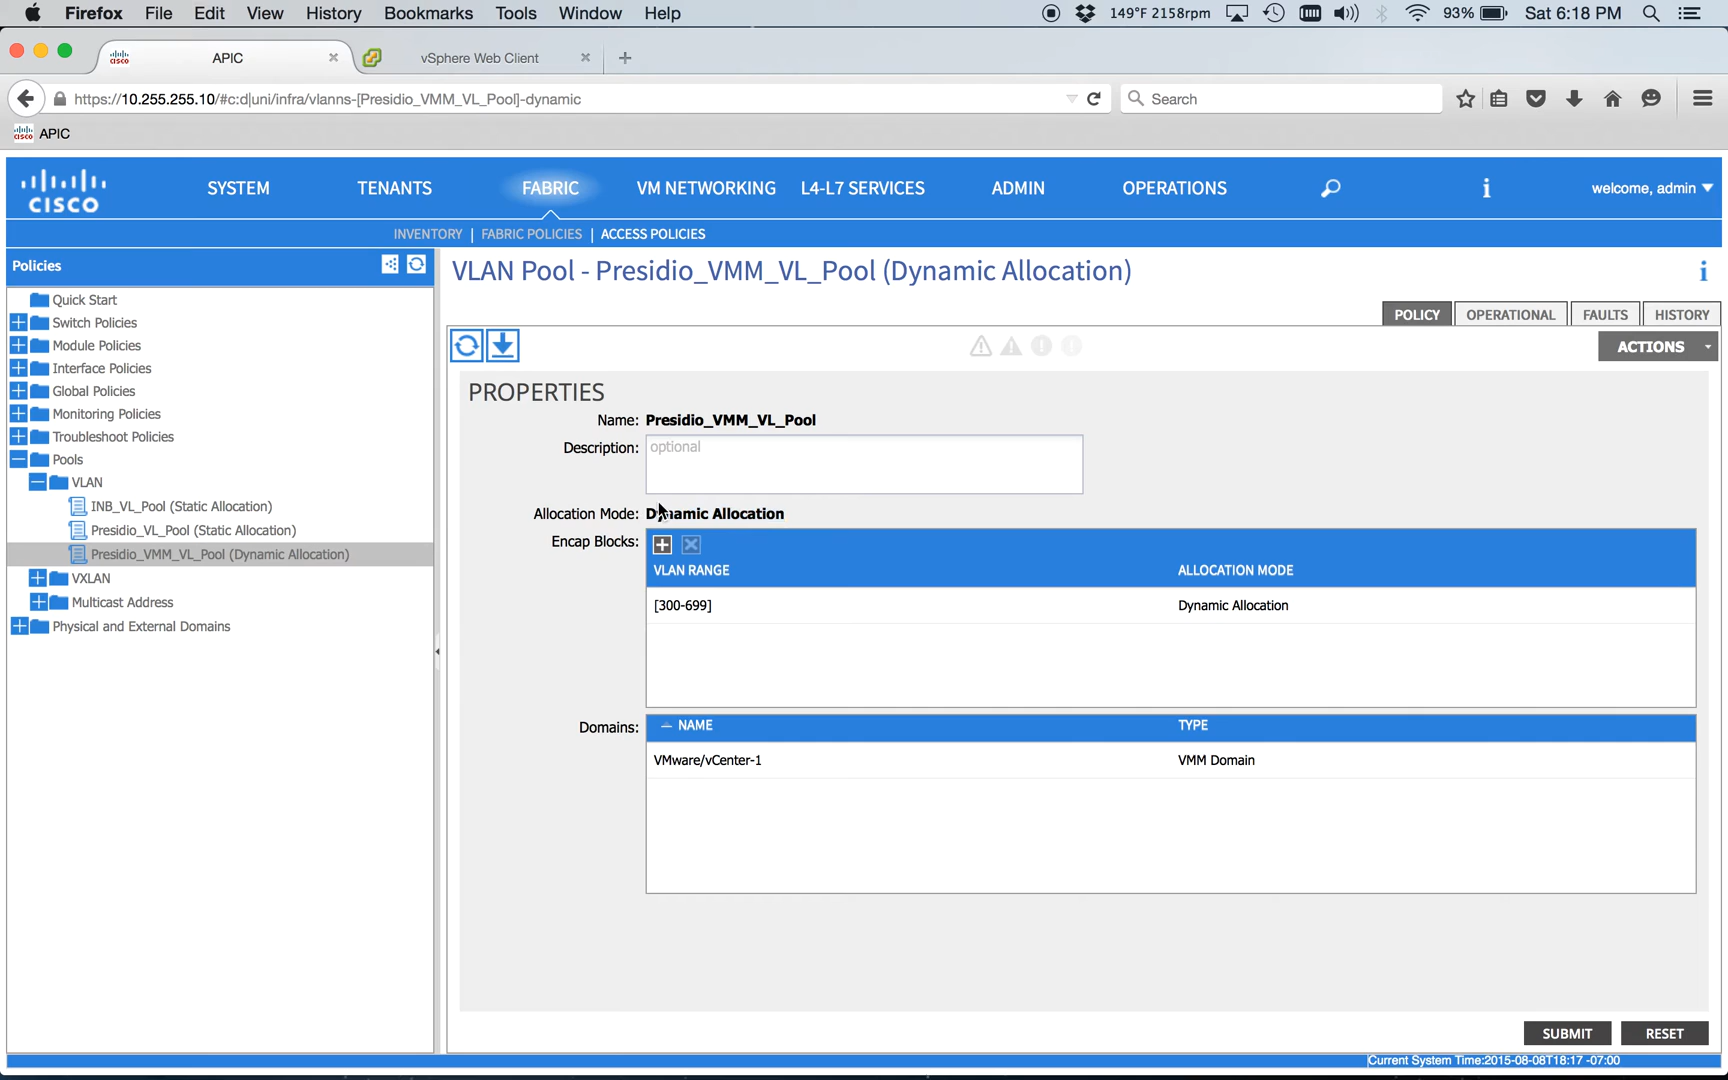 Firefox File Edit View History Bookmarks Tools Window Help 149°F 2158rpm 93% Sat 6:18 PM
APIC vSphere Web Client
https://10.255.255.10/#c:d|uni/infra/vlanns-[Presidio_VMM_VL_Pool]-dynamic Search
APIC
CISCO SYSTEM TENANTS FABRIC VM NETWORKING L4-L7 SERVICES ADMIN OPERATIONS i welcome, admin
INVENTORY | FABRIC POLICIES | ACCESS POLICIES
Policies
VLAN Pool - Presidio_VMM_VL_Pool (Dynamic Allocation) i
Quick Start
Switch Policies
Module Policies
Interface Policies
Global Policies
Monitoring Policies
Troubleshoot Policies
Pools
VLAN
INB_VL_Pool (Static Allocation)
Presidio_VL_Pool (Static Allocation)
Presidio_VMM_VL_Pool (Dynamic Allocation)
VXLAN
Multicast Address
Physical and External Domains
POLICY OPERATIONAL FAULTS HISTORY
ACTIONS
PROPERTIES
Name: Presidio_VMM_VL_Pool
Description: optional
Allocation Mode: Dynamic Allocation
Encap Blocks:
VLAN RANGE ALLOCATION MODE
[300-699] Dynamic Allocation
Domains: NAME TYPE
VMware/vCenter-1 VMM Domain
SUBMIT RESET
Current System Time:2015-08-08T18:17 -07:00